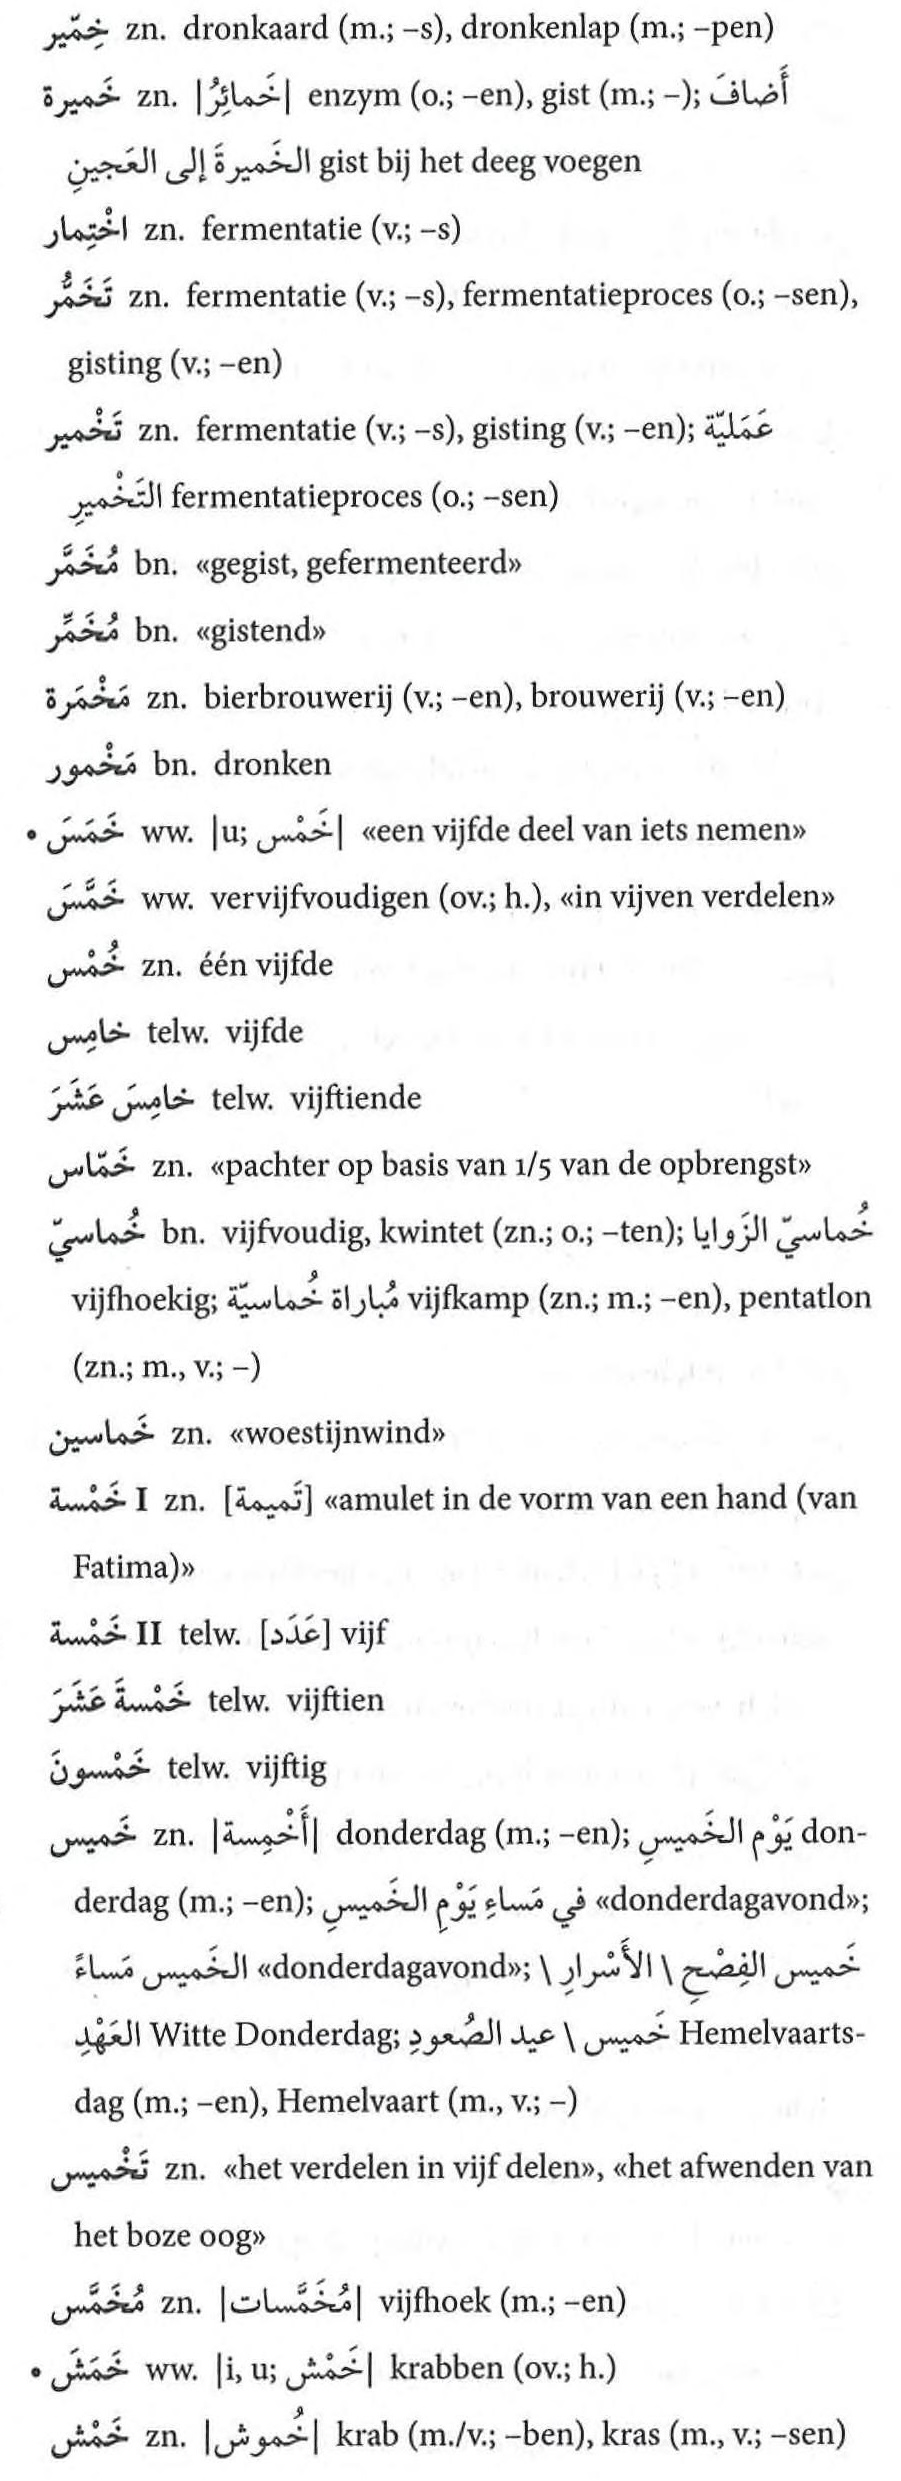 خِمّير zn. dronkaard (m.; –s), dronkenlap (m.; –pen)
خَميرة zn. |خَمائِرُ| enzym (o.; –en), gist (m.; –); أَضافَ
الخَميرةَ إلى العَجينِ gist bij het deeg voegen
اخْتِمار zn. fermentatie (v.; –s)
تَخَمُّر zn. fermentatie (v.; –s), fermentatieproces (o.; –sen),
gisting (v.; –en)
تَخْمير zn. fermentatie (v.; –s), gisting (v.; –en); عَمَليّة
التَخْميرِ fermentatieproces (o.; –sen)
مُخَمَّر bn. «gegist, gefermenteerd»
مُخَمِّر bn. «gistend»
مَخْمَرة zn. bierbrouwerij (v.; –en), brouwerij (v.; –en)
مَخْمور bn. dronken
• خَمَسَ ww. |u; خَمْس| «een vijfde deel van iets nemen»
خَمَّسَ ww. vervijfvoudigen (ov.; h.), «in vijven verdelen»
خُمْس zn. één vijfde
خامِس telw. vijfde
خامِسَ عَشَرَ telw. vijftiende
خَمّاس zn. «pachter op basis van 1/5 van de opbrengst»
خُماسيّ bn. vijfvoudig, kwintet (zn.; o.; –ten); خُماسيّ الزَوايا
vijfhoekig; مُباراة خُماسيّة vijfkamp (zn.; m.; –en), pentatlon
(zn.; m., v.; –)
خَماسين zn. «woestijnwind»
خَمْسة I zn. [تَميمة] «amulet in de vorm van een hand (van
Fatima)»
خَمْسة II telw. [عَدَد] vijf
خَمْسةَ عَشَرَ telw. vijftien
خَمْسونَ telw. vijftig
خَميس zn. |أَخْمِسة| donderdag (m.; –en); يَوْم الخَميسِ don-
derdag (m.; –en); في مَساءِ يَوْمِ الخَميسِ «donderdagavond»;
الخَميس مَساءً «donderdagavond»; خَميس الفِصْحِ \ الأَسْرارِ \
العَهْدِ Witte Donderdag; خَميس \ عيد الصُعودِ Hemelvaarts-
dag (m.; –en), Hemelvaart (m., v.; –)
تَخْميس zn. «het verdelen in vijf delen», «het afwenden van
het boze oog»
مُخَمَّس zn. |مُخَمَّسات| vijfhoek (m.; –en)
• خَمَشَ ww. |i, u; خَمْش| krabben (ov.; h.)
خَمْش zn. |خُموش| krab (m./v.; –ben), kras (m., v.; –sen)